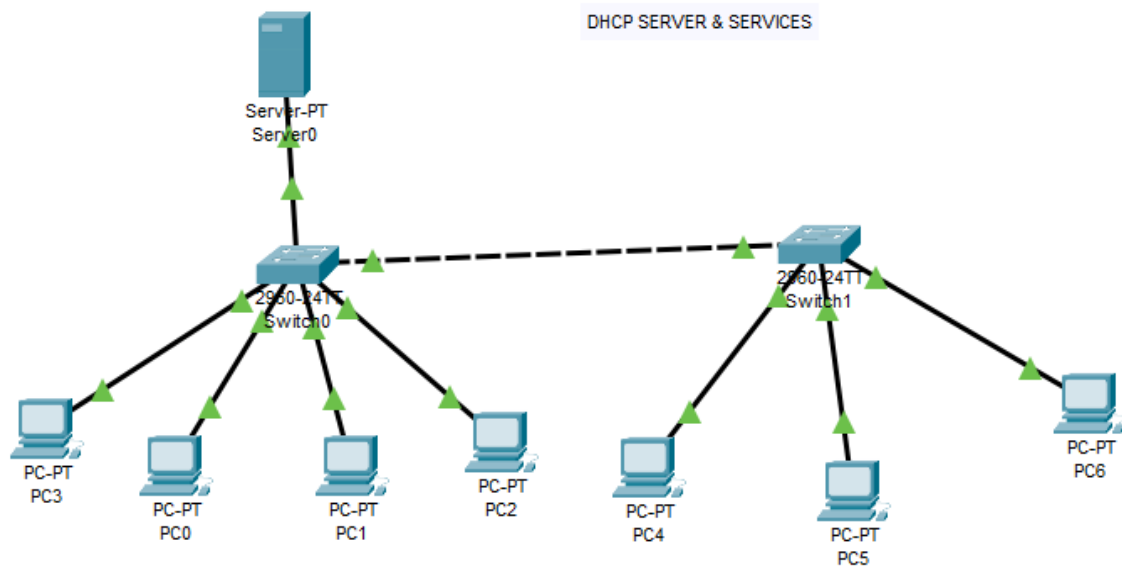 DHCP SERVER & SERVICES
Server-PT
Server0
2960-24TT
Switch0
2960-24TT
Switch1
PC-PT
PC3
PC-PT
PC0
PC-PT
PC1
PC-PT
PC2
PC-PT
PC4
PC-PT
PC5
PC-PT
PC6